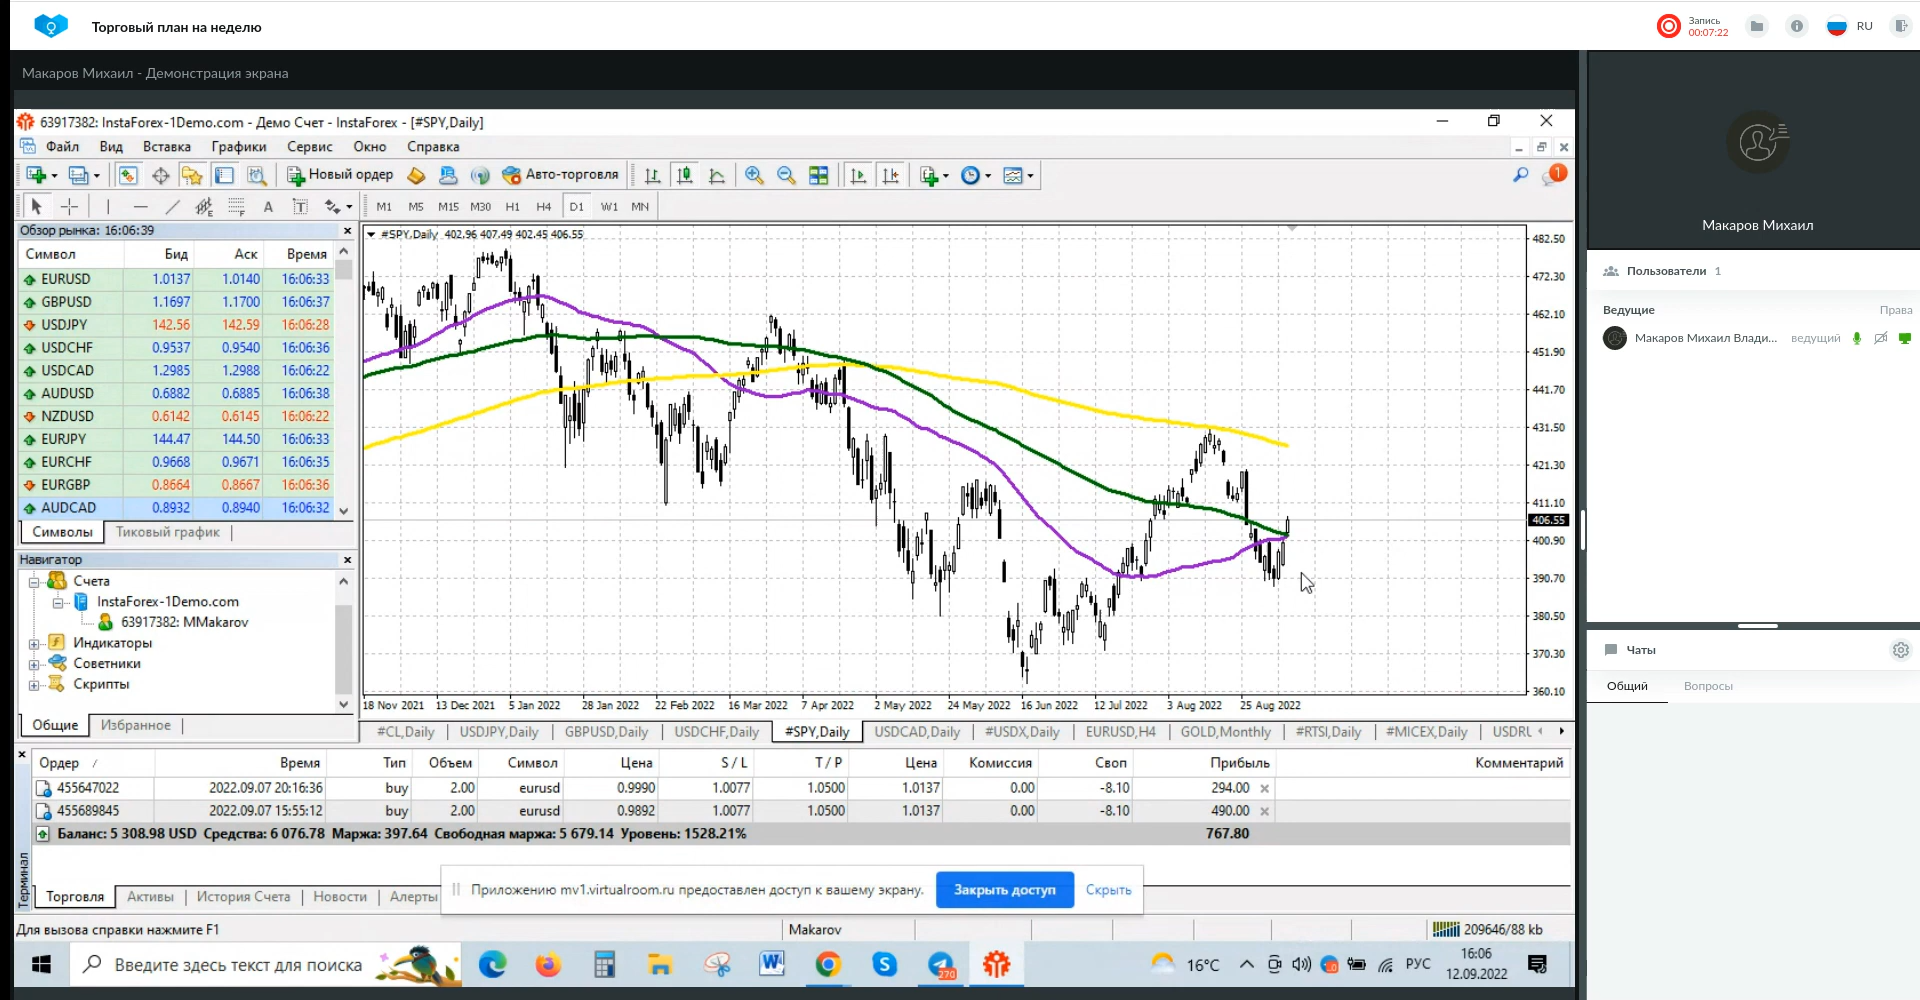 Торговый план на неделю
Запись
00:07:22
RU
Макаров Михаил - Демонстрация экрана
63917382: InstaForex-1Demo.com - Демо Счет - InstaForex - [#SPY,Daily]
Файл Вид Вставка Графики Сервис Окно Справка
Новый ордер Авто-торговля 1
A T M1 M5 M15 M30 H1 H4 D1 W1 MN
Обзор рынка: 16:06:39
Символ Бид Аск Время
EURUSD 1.0137 1.0140 16:06:33
GBPUSD 1.1697 1.1700 16:06:37
USDJPY 142.56 142.59 16:06:28
USDCHF 0.9537 0.9540 16:06:36
USDCAD 1.2985 1.2988 16:06:22
AUDUSD 0.6882 0.6885 16:06:38
NZDUSD 0.6142 0.6145 16:06:22
EURJPY 144.47 144.50 16:06:33
EURCHF 0.9668 0.9671 16:06:35
EURGBP 0.8664 0.8667 16:06:36
AUDCAD 0.8932 0.8940 16:06:32
Символы Тиковый график
Навигатор
Счета
InstaForex-1Demo.com
63917382: MMakarov
Индикаторы
Советники
Скрипты
Общие Избранное
#SPY,Daily 402.96 407.49 402.45 406.55
482.50
472.30
462.10
451.90
441.70
431.50
421.30
411.10
406.55
400.90
390.70
380.50
370.30
360.10
18 Nov 2021 13 Dec 2021 5 Jan 2022 28 Jan 2022 22 Feb 2022 16 Mar 2022 7 Apr 2022 2 May 2022 24 May 2022 16 Jun 2022 12 Jul 2022 3 Aug 2022 25 Aug 2022
#CL,Daily USDJPY,Daily GBPUSD,Daily USDCHF,Daily #SPY,Daily USDCAD,Daily #USDX,Daily EURUSD,H4 GOLD,Monthly #RTSI,Daily #MICEX,Daily USDRU
Ордер / Время Тип Объем Символ Цена S / L T / P Цена Комиссия Своп Прибыль Комментарий
455647022 2022.09.07 20:16:36 buy 2.00 eurusd 0.9990 1.0077 1.0500 1.0137 0.00 -8.10 294.00
455689845 2022.09.07 15:55:12 buy 2.00 eurusd 0.9892 1.0077 1.0500 1.0137 0.00 -8.10 490.00
Баланс: 5 308.98 USD Средства: 6 076.78 Маржа: 397.64 Свободная маржа: 5 679.14 Уровень: 1528.21% 767.80
Терминал
Торговля Активы История Счета Новости Алерты
Приложению mv1.virtualroom.ru предоставлен доступ к вашему экрану. Закрыть доступ Скрыть
Для вызова справки нажмите F1 Makarov 209646/88 kb
Введите здесь текст для поиска 270 16°C РУС
16:06
12.09.2022
Макаров Михаил
Пользователи 1
Ведущие Права
Макаров Михаил Влади... ведущий
Чаты
Общий Вопросы